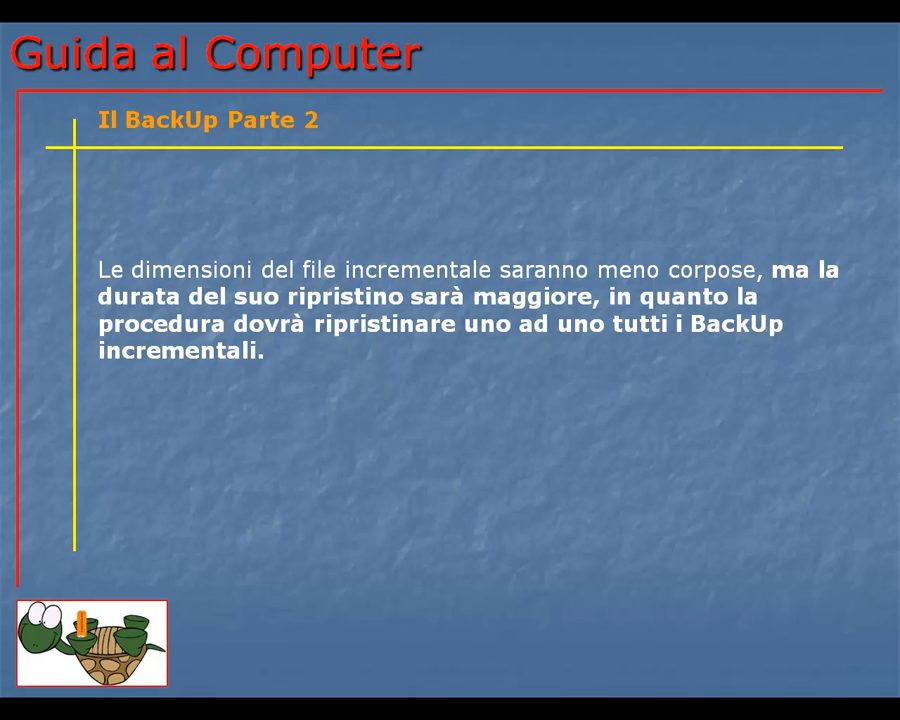 Guida al Computer
Il BackUp Parte 2
Le dimensioni del file incrementale saranno meno corpose, ma la
durata del suo ripristino sarà maggiore, in quanto la
procedura dovrà ripristinare uno ad uno tutti i BackUp
incrementali.